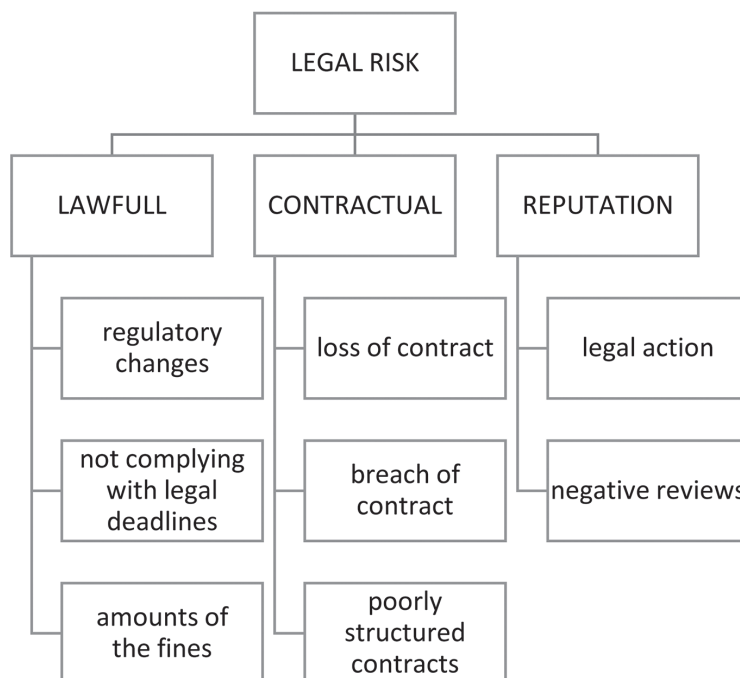 LEGAL RISK
LAWFULL
CONTRACTUAL
REPUTATION
regulatory
changes
not complying
with legal
deadlines
amounts of
the fines
loss of contract
breach of
contract
poorly
structured
contracts
legal action
negative reviews